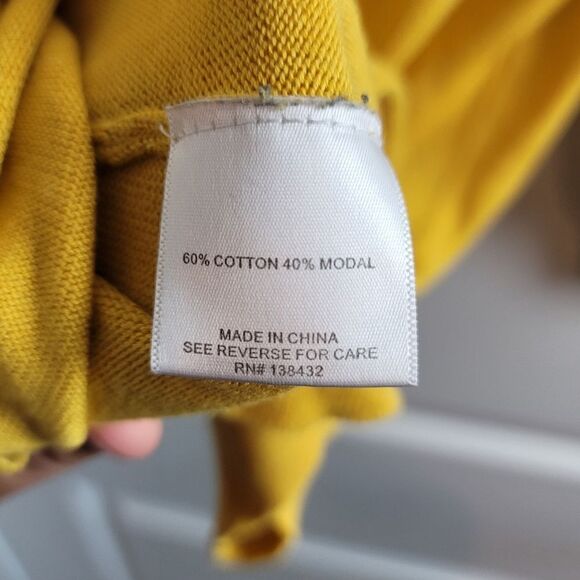 60% COTTON 40% MODAL
MADE IN CHINA
SEE REVERSE FOR CARE
RN# 138432